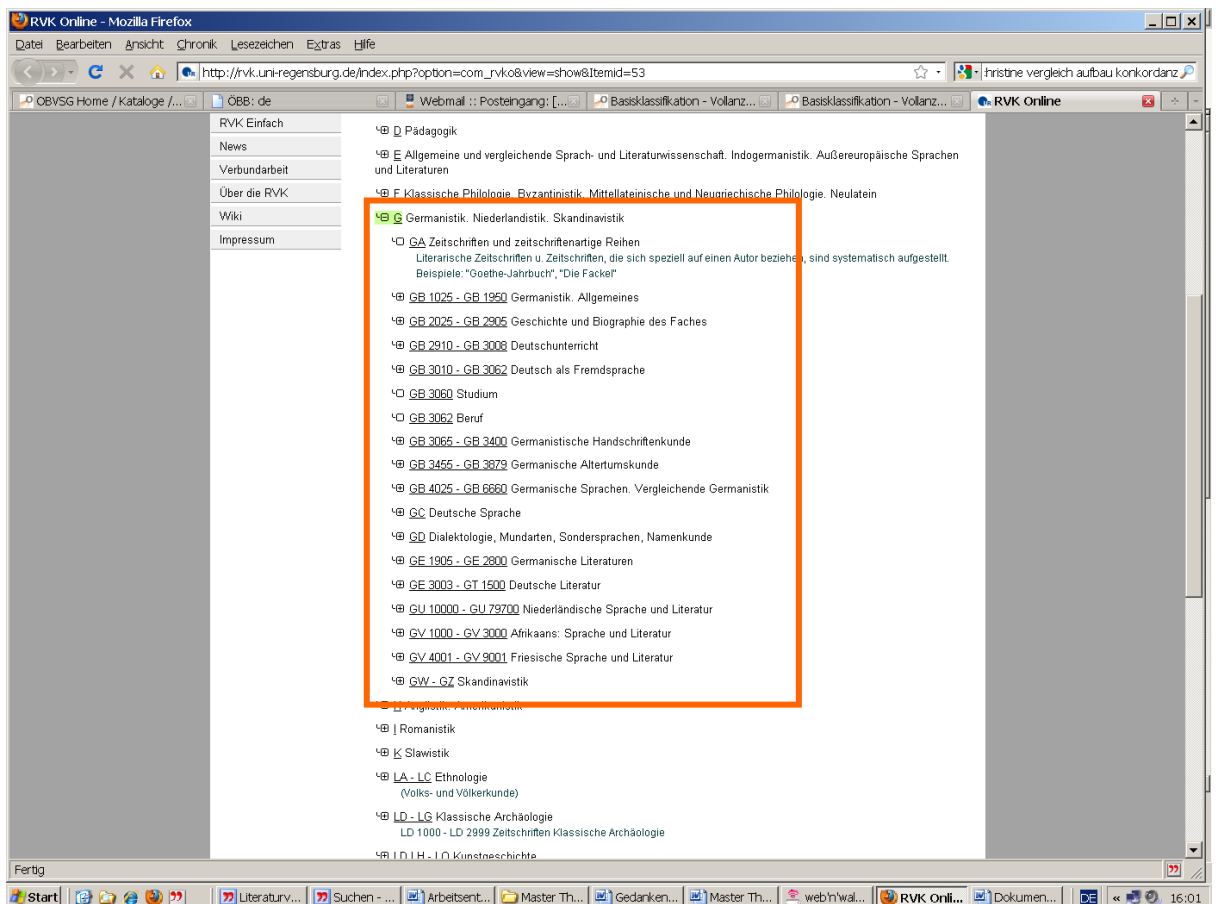 RVK Online - Mozilla Firefox
Datei Bearbeiten Ansicht Chronik Lesezeichen Extras Hilfe
http://rvk.uni-regensburg.de/index.php?option=com_rvko&view=show&Itemid=53
hristine vergleich aufbau konkordanz
OBVSG Home / Kataloge /...
ÖBB: de
Webmail :: Posteingang: [...
Basisklassifikation - Vollanz...
Basisklassifikation - Vollanz...
RVK Online
RVK Einfach
News
Verbundarbeit
Über die RVK
Wiki
Impressum
D Pädagogik
E Allgemeine und vergleichende Sprach- und Literaturwissenschaft. Indogermanistik. Außereuropäische Sprachen
und Literaturen
F Klassische Philologie. Byzantinistik. Mittellateinische und Neugriechische Philologie. Neulatein
G Germanistik. Niederlandistik. Skandinavistik
GA Zeitschriften und zeitschriftenartige Reihen
Literarische Zeitschriften u. Zeitschriften, die sich speziell auf einen Autor beziehen, sind systematisch aufgestellt.
Beispiele: "Goethe-Jahrbuch", "Die Fackel"
GB 1025 - GB 1950 Germanistik. Allgemeines
GB 2025 - GB 2905 Geschichte und Biographie des Faches
GB 2910 - GB 3008 Deutschunterricht
GB 3010 - GB 3062 Deutsch als Fremdsprache
GB 3060 Studium
GB 3062 Beruf
GB 3065 - GB 3400 Germanistische Handschriftenkunde
GB 3455 - GB 3879 Germanische Altertumskunde
GB 4025 - GB 6660 Germanische Sprachen. Vergleichende Germanistik
GC Deutsche Sprache
GD Dialektologie, Mundarten, Sondersprachen, Namenkunde
GE 1905 - GE 2800 Germanische Literaturen
GE 3003 - GT 1500 Deutsche Literatur
GU 10000 - GU 79700 Niederländische Sprache und Literatur
GV 1000 - GV 3000 Afrikaans: Sprache und Literatur
GV 4001 - GV 9001 Friesische Sprache und Literatur
GW - GZ Skandinavistik
H Anglistik. Amerikanistik
I Romanistik
K Slawistik
LA - LC Ethnologie
(Volks- und Völkerkunde)
LD - LG Klassische Archäologie
LD 1000 - LD 2999 Zeitschriften Klassische Archäologie
LD LH - LO Kunstgeschichte
Fertig
Start
Literaturv...
Suchen - ...
Arbeitsent...
Master Th...
Gedanken...
Master Th...
web'n'wal...
RVK Onli...
Dokumen...
DE
16:01